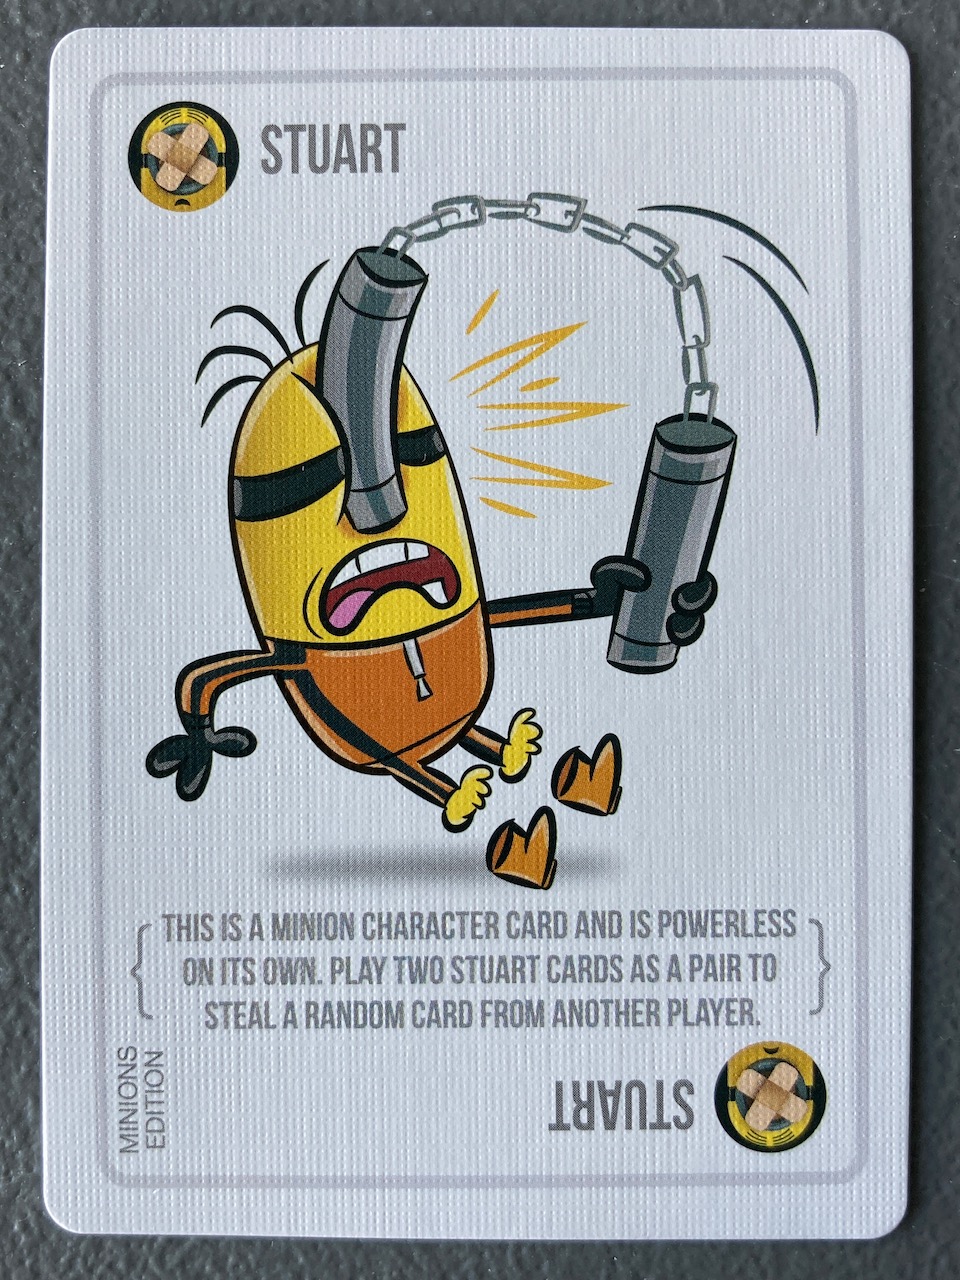 STUART
THIS IS A MINION CHARACTER CARD AND IS POWERLESS
ON ITS OWN. PLAY TWO STUART CARDS AS A PAIR TO
STEAL A RANDOM CARD FROM ANOTHER PLAYER.
MINIONS
EDITION
STUART